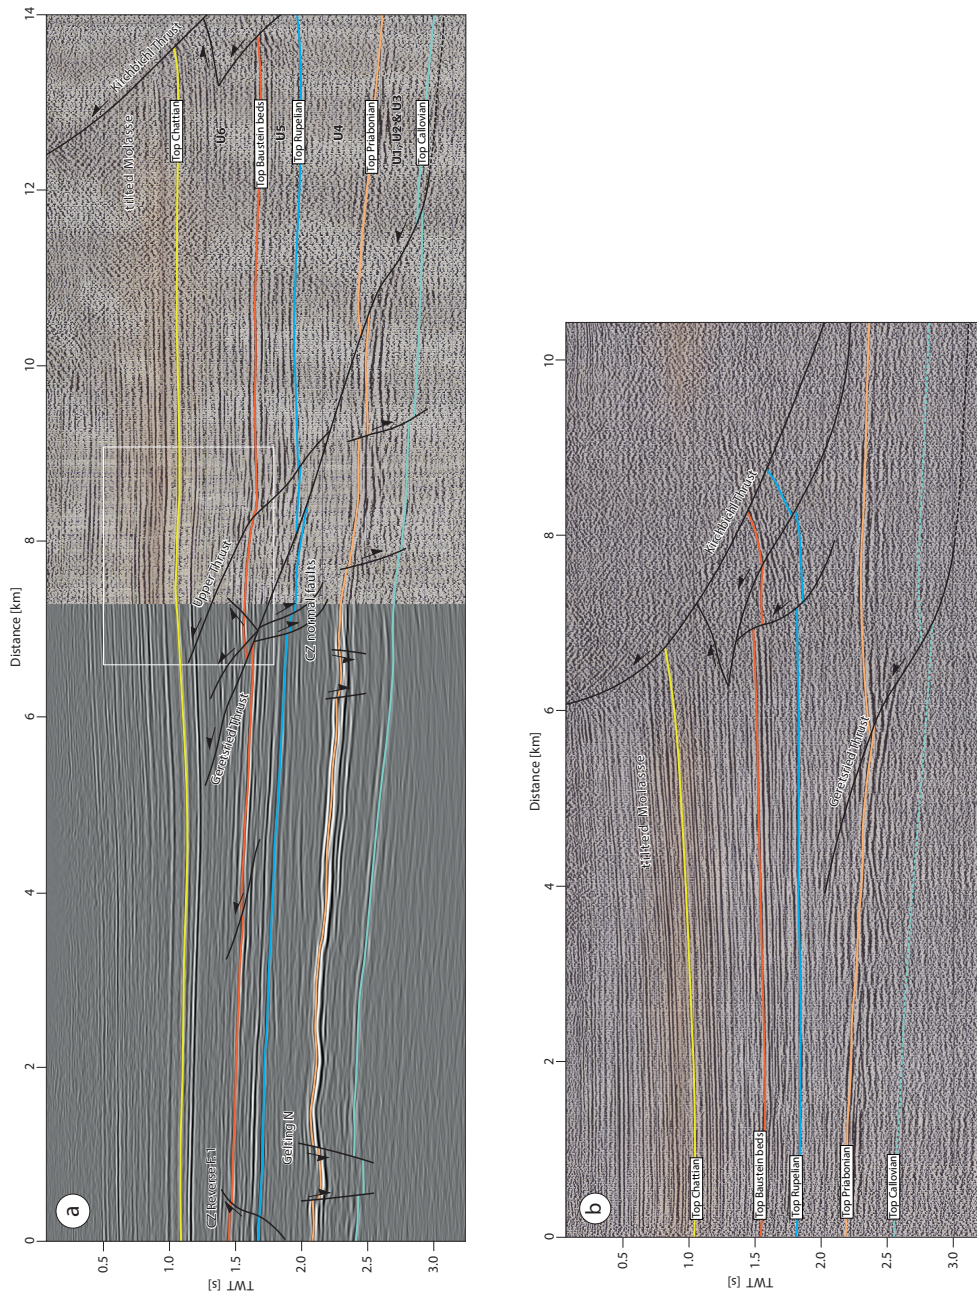 a
Distance [km]
0
2
4
6
8
10
12
14
TWT [s]
0.5
1.0
1.5
2.0
2.5
3.0
CZ Reverse F. 1
Gelting N
Geretsried Thrust
Upper Thrust
CZ normal faults
tilted Molasse
Kirchbichl Thrust
Top Chattian
U6
Top Baustein beds
U5
Top Rupelian
U4
Top Priabonian
U1, U2 & U3
Top Callovian
b
Distance [km]
0
2
4
6
8
10
TWT [s]
0.5
1.0
1.5
2.0
2.5
3.0
tilted Molasse
Kirchbichl Thrust
Geretsried Thrust
Top Chattian
Top Baustein beds
Top Rupelian
Top Priabonian
Top Callovian